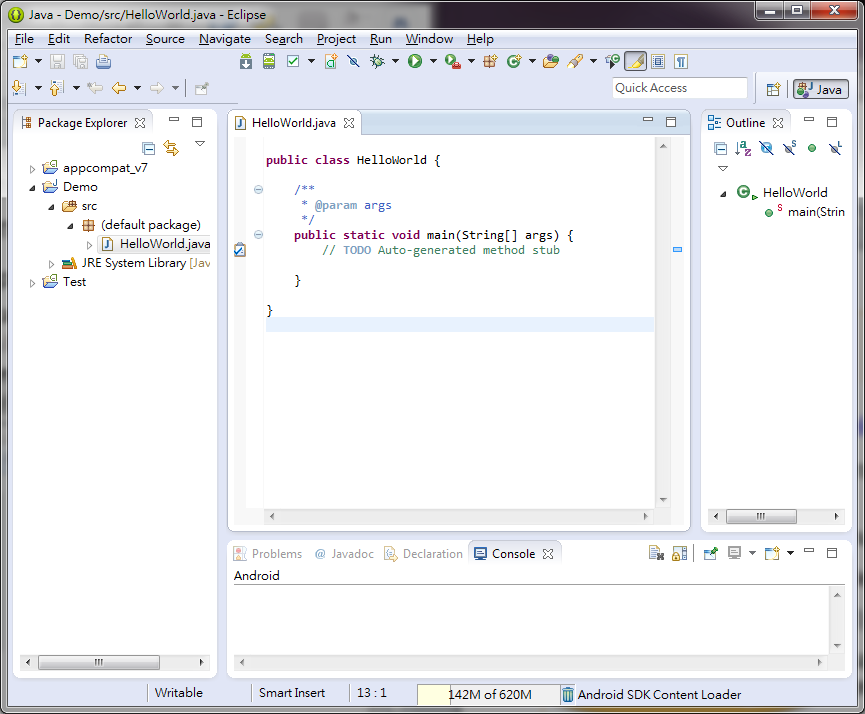 Java - Demo/src/HelloWorld.java - Eclipse
File Edit Refactor Source Navigate Search Project Run Window Help
Quick Access
Java
Package Explorer
appcompat_v7
Demo
src
(default package)
HelloWorld.java
JRE System Library [Jav
Test
HelloWorld.java
public class HelloWorld {
/**
* @param args
*/
public static void main(String[] args) {
// TODO Auto-generated method stub
}
}
Outline
HelloWorld
main(Strin
Problems @ Javadoc Declaration Console
Android
Writable Smart Insert 13 : 1 142M of 620M Android SDK Content Loader